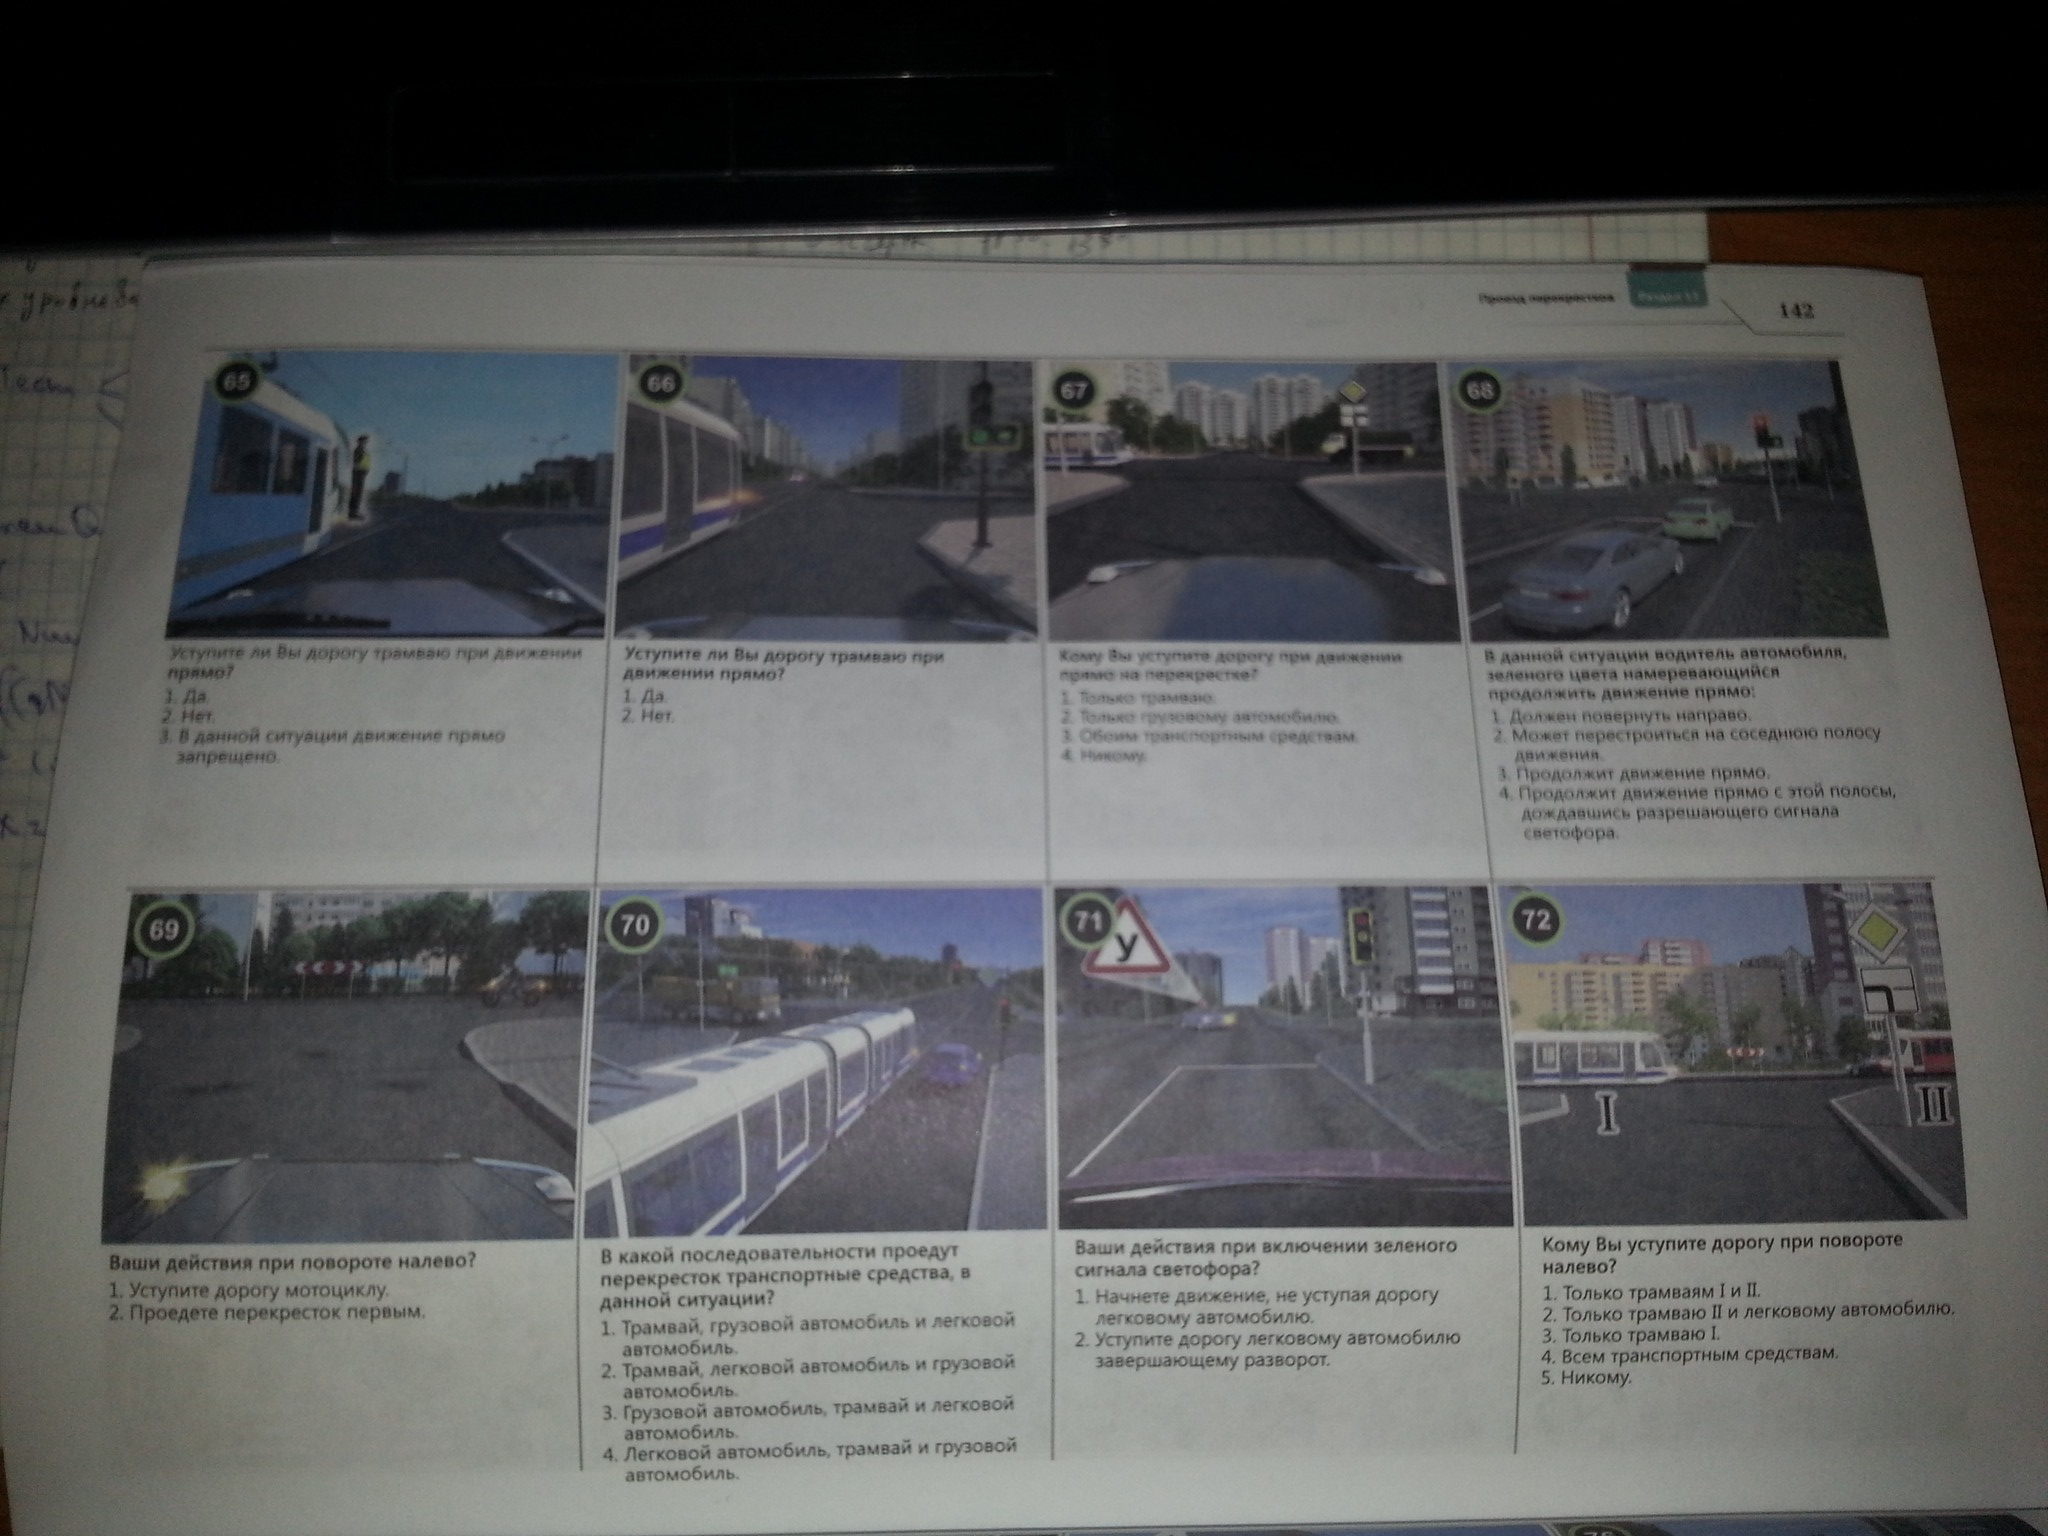 Проезд перекрестков
Раздел 13
142
65
Уступите ли Вы дорогу трамваю при движении
прямо?
1. Да.
2. Нет.
3. В данной ситуации движение прямо
запрещено.
66
Уступите ли Вы дорогу трамваю при
движении прямо?
1. Да.
2. Нет.
67
Кому Вы уступите дорогу при движении
прямо на перекрестке?
1. Только трамваю.
2. Только грузовому автомобилю.
3. Обоим транспортным средствам.
4. Никому.
68
В данной ситуации водитель автомобиля,
зеленого цвета намеревающийся
продолжить движение прямо:
1. Должен повернуть направо.
2. Может перестроиться на соседнюю полосу
движения.
3. Продолжит движение прямо.
4. Продолжит движение прямо с этой полосы,
дождавшись разрешающего сигнала
светофора.
69
Ваши действия при повороте налево?
1. Уступите дорогу мотоциклу.
2. Проедете перекресток первым.
70
В какой последовательности проедут
перекресток транспортные средства, в
данной ситуации?
1. Трамвай, грузовой автомобиль и легковой
автомобиль.
2. Трамвай, легковой автомобиль и грузовой
автомобиль.
3. Грузовой автомобиль, трамвай и легковой
автомобиль.
4. Легковой автомобиль, трамвай и грузовой
автомобиль.
71
У
Ваши действия при включении зеленого
сигнала светофора?
1. Начнете движение, не уступая дорогу
легковому автомобилю.
2. Уступите дорогу легковому автомобилю
завершающему разворот.
72
I
II
Кому Вы уступите дорогу при повороте
налево?
1. Только трамваям I и II.
2. Только трамваю II и легковому автомобилю.
3. Только трамваю I.
4. Всем транспортным средствам.
5. Никому.